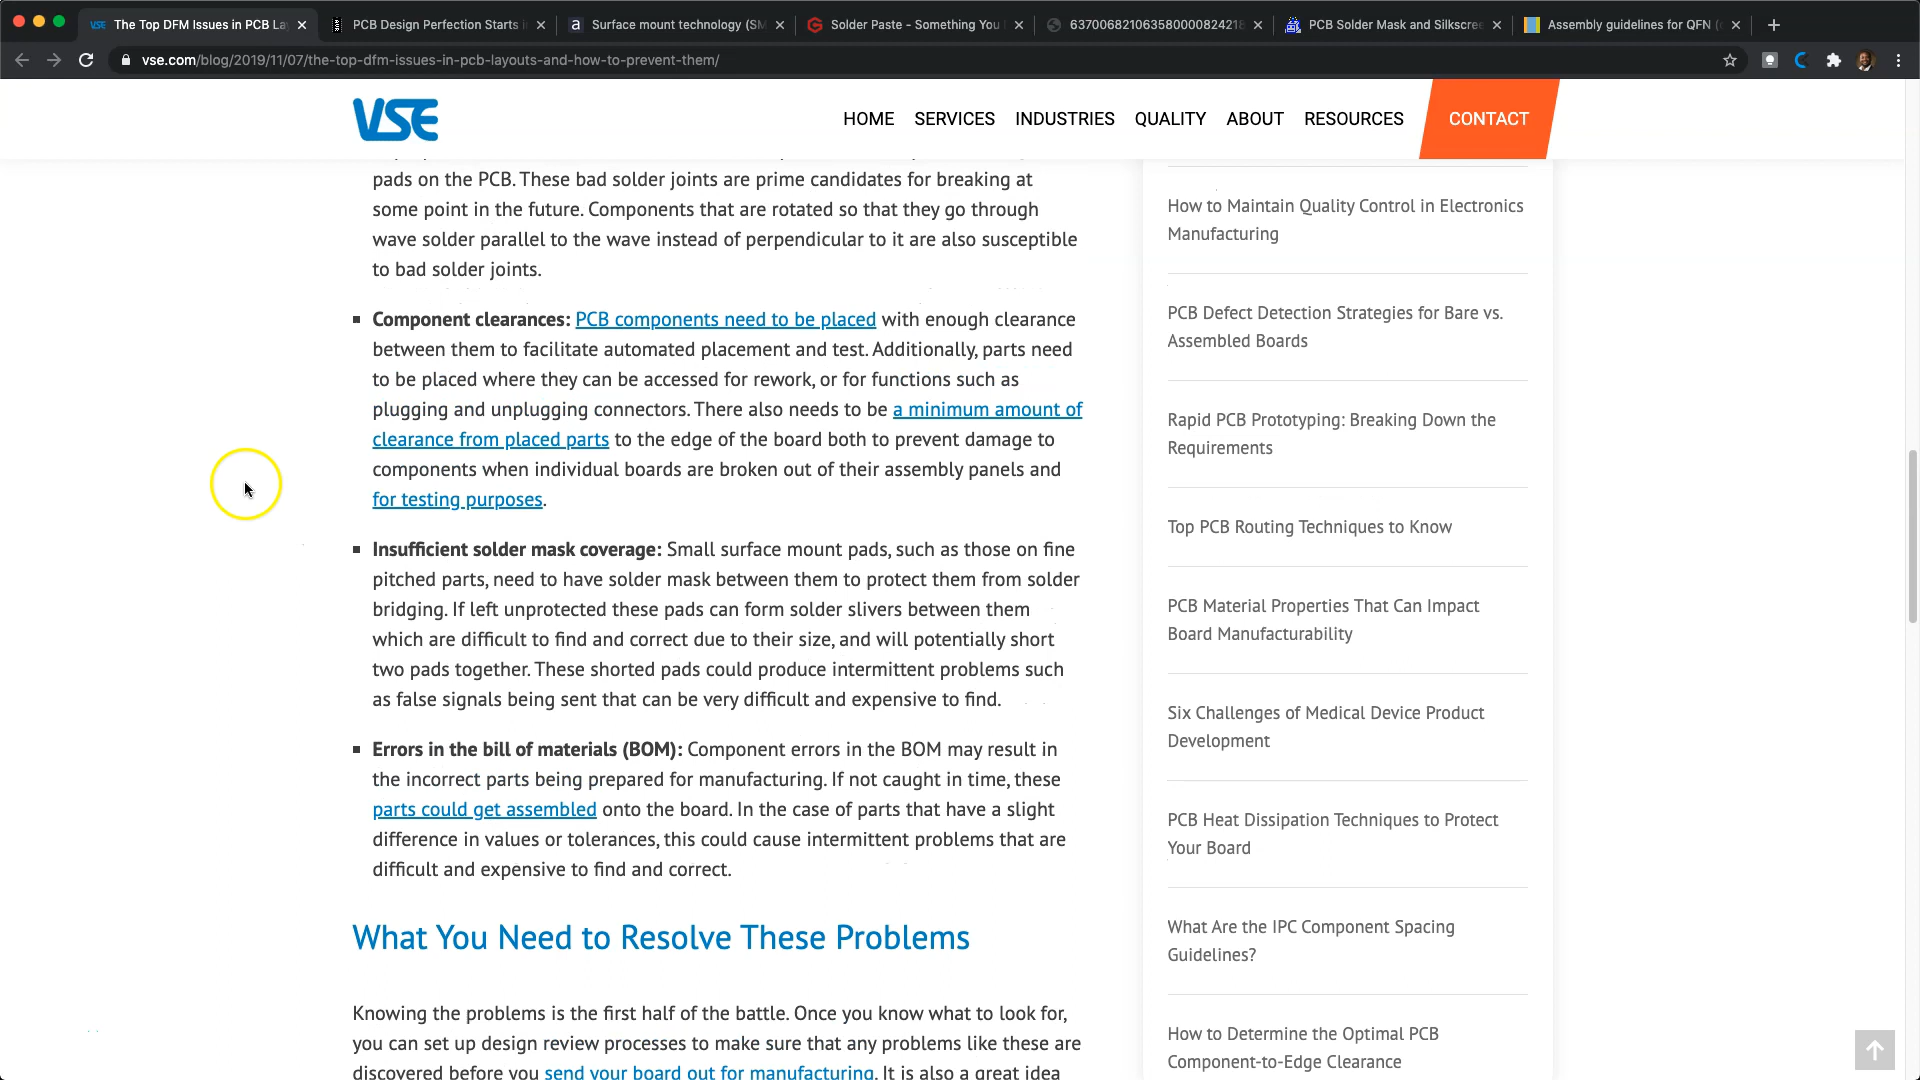 The Top DFM Issues in PCB La
PCB Design Perfection Starts i
Surface mount technology (SM
Solder Paste - Something You
63700682106358000082421
PCB Solder Mask and Silkscree
Assembly guidelines for QFN (
vse.com/blog/2019/11/07/the-top-dfm-issues-in-pcb-layouts-and-how-to-prevent-them/
VSE
HOME SERVICES INDUSTRIES QUALITY ABOUT RESOURCES CONTACT
pads on the PCB. These bad solder joints are prime candidates for breaking at
some point in the future. Components that are rotated so that they go through
wave solder parallel to the wave instead of perpendicular to it are also susceptible
to bad solder joints.
Component clearances: PCB components need to be placed with enough clearance
between them to facilitate automated placement and test. Additionally, parts need
to be placed where they can be accessed for rework, or for functions such as
plugging and unplugging connectors. There also needs to be a minimum amount of
clearance from placed parts to the edge of the board both to prevent damage to
components when individual boards are broken out of their assembly panels and
for testing purposes.
Insufficient solder mask coverage: Small surface mount pads, such as those on fine
pitched parts, need to have solder mask between them to protect them from solder
bridging. If left unprotected these pads can form solder slivers between them
which are difficult to find and correct due to their size, and will potentially short
two pads together. These shorted pads could produce intermittent problems such
as false signals being sent that can be very difficult and expensive to find.
Errors in the bill of materials (BOM): Component errors in the BOM may result in
the incorrect parts being prepared for manufacturing. If not caught in time, these
parts could get assembled onto the board. In the case of parts that have a slight
difference in values or tolerances, this could cause intermittent problems that are
difficult and expensive to find and correct.
What You Need to Resolve These Problems
Knowing the problems is the first half of the battle. Once you know what to look for,
you can set up design review processes to make sure that any problems like these are
discovered before you send your board out for manufacturing. It is also a great idea
How to Maintain Quality Control in Electronics
Manufacturing
PCB Defect Detection Strategies for Bare vs.
Assembled Boards
Rapid PCB Prototyping: Breaking Down the
Requirements
Top PCB Routing Techniques to Know
PCB Material Properties That Can Impact
Board Manufacturability
Six Challenges of Medical Device Product
Development
PCB Heat Dissipation Techniques to Protect
Your Board
What Are the IPC Component Spacing
Guidelines?
How to Determine the Optimal PCB
Component-to-Edge Clearance